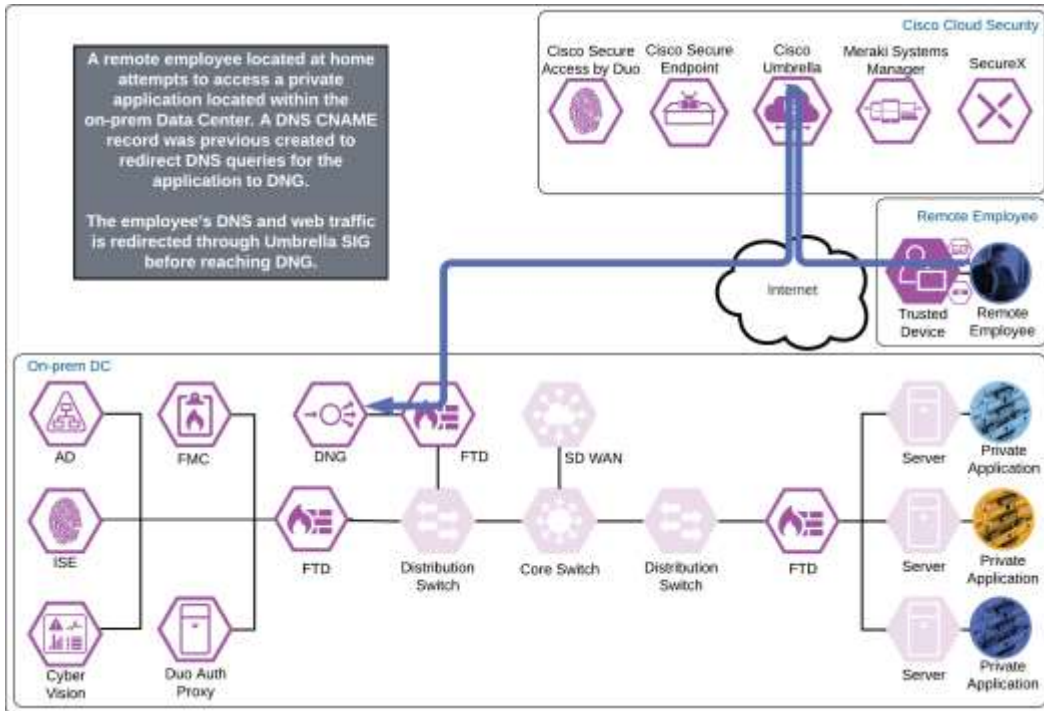 Cisco Cloud Security
A remote employee located at home
attempts to access a private
application located within the
on-prem Data Center. A DNS CNAME
record was previous created to
redirect DNS queries for the
application to DNG.
The employee's DNS and web traffic
is redirected through Umbrella SIG
before reaching DNG.
Cisco Secure
Access by Duo
Cisco Secure
Endpoint
Cisco
Umbrella
Meraki Systems
Manager
SecureX
Remote Employee
Internet
Trusted
Device
Remote
Employee
On-prem DC
AD
FMC
DNG
FTD
SD WAN
Server
Private
Application
ISE
FTD
Distribution
Switch
Core Switch
Distribution
Switch
FTD
Server
Private
Application
Cyber
Vision
Duo Auth
Proxy
Server
Private
Application